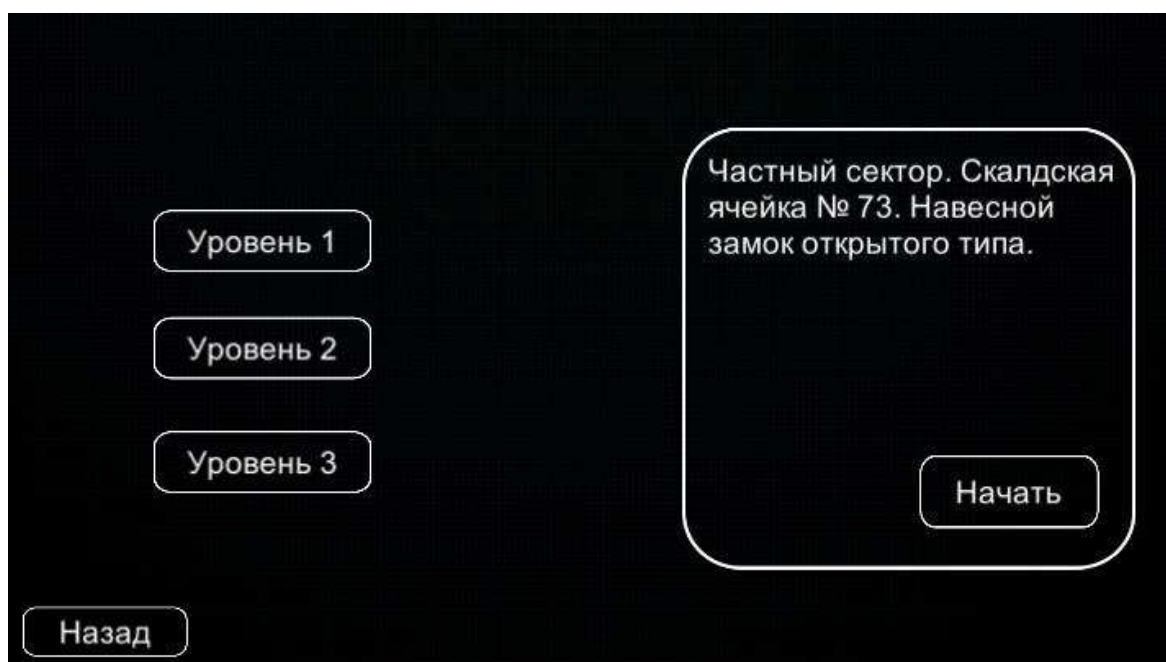 Уровень 1
Уровень 2
Уровень 3
Назад
Частный сектор. Скалдская
ячейка № 73. Навесной
замок открытого типа.
Начать